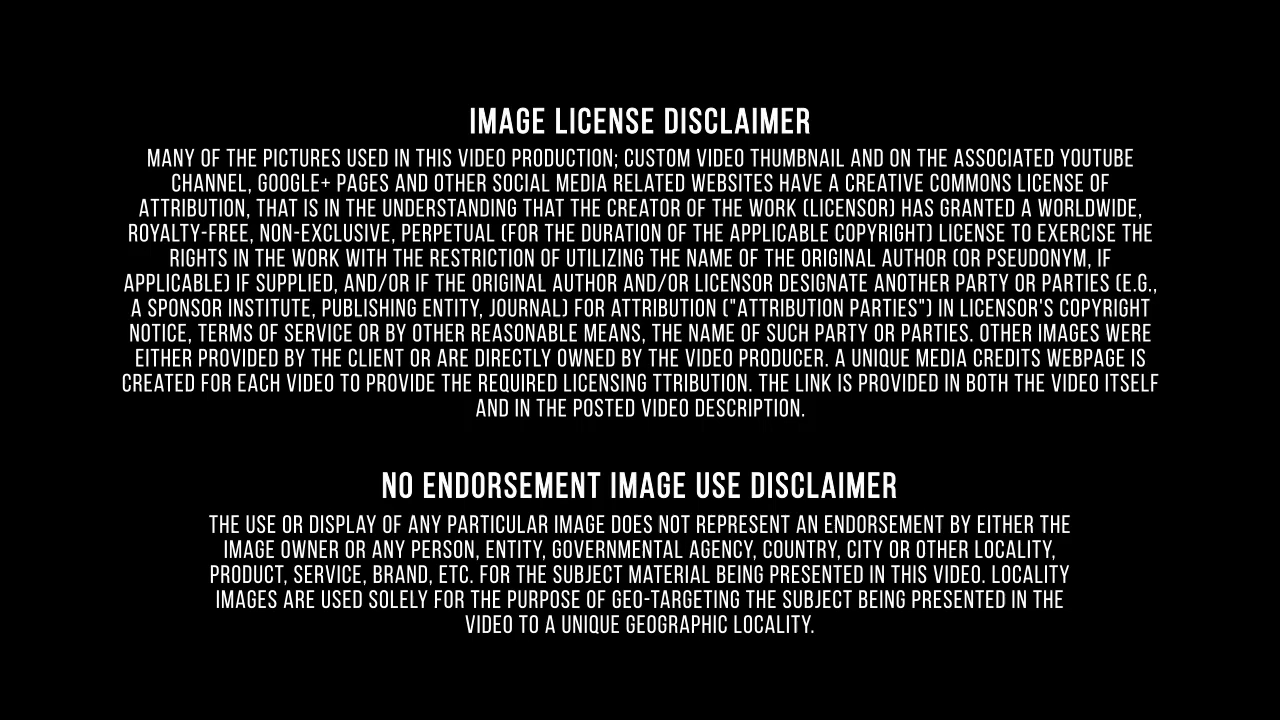 IMAGE LICENSE DISCLAIMER
MANY OF THE PICTURES USED IN THIS VIDEO PRODUCTION; CUSTOM VIDEO THUMBNAIL AND ON THE ASSOCIATED YOUTUBE
CHANNEL, GOOGLE+ PAGES AND OTHER SOCIAL MEDIA RELATED WEBSITES HAVE A CREATIVE COMMONS LICENSE OF
ATTRIBUTION, THAT IS IN THE UNDERSTANDING THAT THE CREATOR OF THE WORK (LICENSOR) HAS GRANTED A WORLDWIDE,
ROYALTY-FREE, NON-EXCLUSIVE, PERPETUAL (FOR THE DURATION OF THE APPLICABLE COPYRIGHT) LICENSE TO EXERCISE THE
RIGHTS IN THE WORK WITH THE RESTRICTION OF UTILIZING THE NAME OF THE ORIGINAL AUTHOR (OR PSEUDONYM, IF
APPLICABLE) IF SUPPLIED, AND/OR IF THE ORIGINAL AUTHOR AND/OR LICENSOR DESIGNATE ANOTHER PARTY OR PARTIES (E.G.,
A SPONSOR INSTITUTE, PUBLISHING ENTITY, JOURNAL) FOR ATTRIBUTION ("ATTRIBUTION PARTIES") IN LICENSOR'S COPYRIGHT
NOTICE, TERMS OF SERVICE OR BY OTHER REASONABLE MEANS, THE NAME OF SUCH PARTY OR PARTIES. OTHER IMAGES WERE
EITHER PROVIDED BY THE CLIENT OR ARE DIRECTLY OWNED BY THE VIDEO PRODUCER. A UNIQUE MEDIA CREDITS WEBPAGE IS
CREATED FOR EACH VIDEO TO PROVIDE THE REQUIRED LICENSING TTRIBUTION. THE LINK IS PROVIDED IN BOTH THE VIDEO ITSELF
AND IN THE POSTED VIDEO DESCRIPTION.
NO ENDORSEMENT IMAGE USE DISCLAIMER
THE USE OR DISPLAY OF ANY PARTICULAR IMAGE DOES NOT REPRESENT AN ENDORSEMENT BY EITHER THE
IMAGE OWNER OR ANY PERSON, ENTITY, GOVERNMENTAL AGENCY, COUNTRY, CITY OR OTHER LOCALITY,
PRODUCT, SERVICE, BRAND, ETC. FOR THE SUBJECT MATERIAL BEING PRESENTED IN THIS VIDEO. LOCALITY
IMAGES ARE USED SOLELY FOR THE PURPOSE OF GEO-TARGETING THE SUBJECT BEING PRESENTED IN THE
VIDEO TO A UNIQUE GEOGRAPHIC LOCALITY.